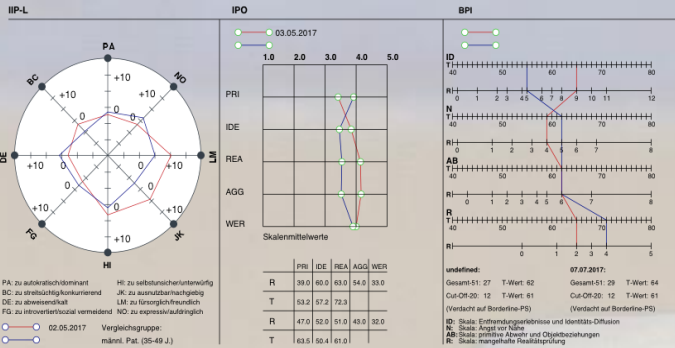 IIP-L
PA
BC
NO
+10
+10
+10
0
0
0
DE
+10
0
0
+10
LM
0
0
0
+10
+10
+10
FG
JK
HI
PA: zu autokratisch/dominant
HI: zu selbstunsicher/unterwürfig
BC: zu streitsüchtig/konkurrierend
JK: zu ausnutzbar/nachgiebig
DE: zu abweisend/kalt
LM: zu fürsorglich/freundlich
FG: zu introvertiert/sozial vermeidend
NO: zu expressiv/aufdringlich
02.05.2017
Vergleichsgruppe:
männl. Pat. (35-49 J.)
IPO
03.05.2017
1.0 2.0 3.0 4.0 5.0
PRI
IDE
REA
AGG
WER
Skalenmittelwerte
PRI IDE REA AGG WER
R 39.0 60.0 63.0 54.0 33.0
T 53.2 57.2 72.3
R 47.0 52.0 51.0 43.0 32.0
T 63.5 50.4 61.0
BPI
ID
T
40 50 60 70 80
R
0 1 2 3 4 5 6 7 8 9 10 11 12
N
T
40 50 60 70 80
R
0 1 2 3 4 5 6 7 8
AB
T
40 50 60 70 80
R
0 1 2 3 4 5 6 7 8
R
T
40 50 60 70 80
R
0 1 2 3 4 5
undefined: 07.07.2017:
Gesamt-51: 27 T-Wert: 62 Gesamt-51: 29 T-Wert: 64
Cut-Off-20: 12 T-Wert: 61 Cut-Off-20: 12 T-Wert: 61
(Verdacht auf Borderline-PS) (Verdacht auf Borderline-PS)
ID: Skala: Entfremdungserlebnisse und Identitäts-Diffusion
N: Skala: Angst vor Nähe
AB: Skala: primitive Abwehr und Objektbeziehungen
R: Skala: mangelhafte Realitätsprüfung